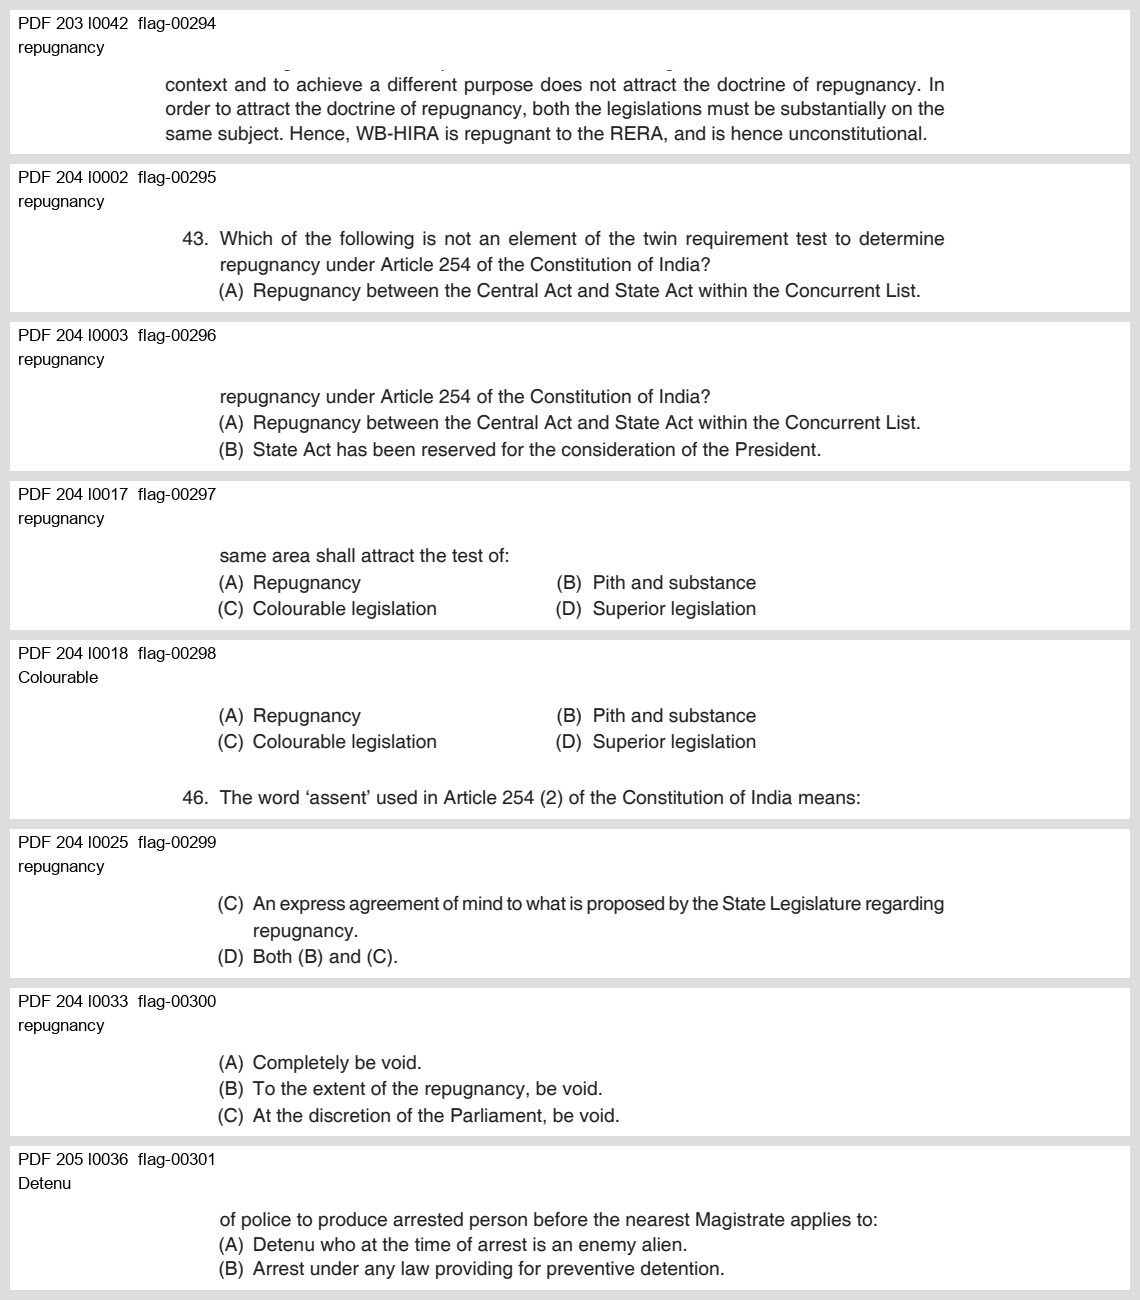 PDF 203 l0042 flag-00294
repugnancy
context and to achieve a different purpose does not attract the doctrine of repugnancy. In
order to attract the doctrine of repugnancy, both the legislations must be substantially on the
same subject. Hence, WB-HIRA is repugnant to the RERA, and is hence unconstitutional.
PDF 204 l0002 flag-00295
repugnancy
43. Which of the following is not an element of the twin requirement test to determine
repugnancy under Article 254 of the Constitution of India?
(A) Repugnancy between the Central Act and State Act within the Concurrent List.
PDF 204 l0003 flag-00296
repugnancy
repugnancy under Article 254 of the Constitution of India?
(A) Repugnancy between the Central Act and State Act within the Concurrent List.
(B) State Act has been reserved for the consideration of the President.
PDF 204 l0017 flag-00297
repugnancy
same area shall attract the test of:
(A) Repugnancy (B) Pith and substance
(C) Colourable legislation (D) Superior legislation
PDF 204 l0018 flag-00298
Colourable
(A) Repugnancy (B) Pith and substance
(C) Colourable legislation (D) Superior legislation
46. The word ‘assent’ used in Article 254 (2) of the Constitution of India means:
PDF 204 l0025 flag-00299
repugnancy
(C) An express agreement of mind to what is proposed by the State Legislature regarding
repugnancy.
(D) Both (B) and (C).
PDF 204 l0033 flag-00300
repugnancy
(A) Completely be void.
(B) To the extent of the repugnancy, be void.
(C) At the discretion of the Parliament, be void.
PDF 205 l0036 flag-00301
Detenu
of police to produce arrested person before the nearest Magistrate applies to:
(A) Detenu who at the time of arrest is an enemy alien.
(B) Arrest under any law providing for preventive detention.